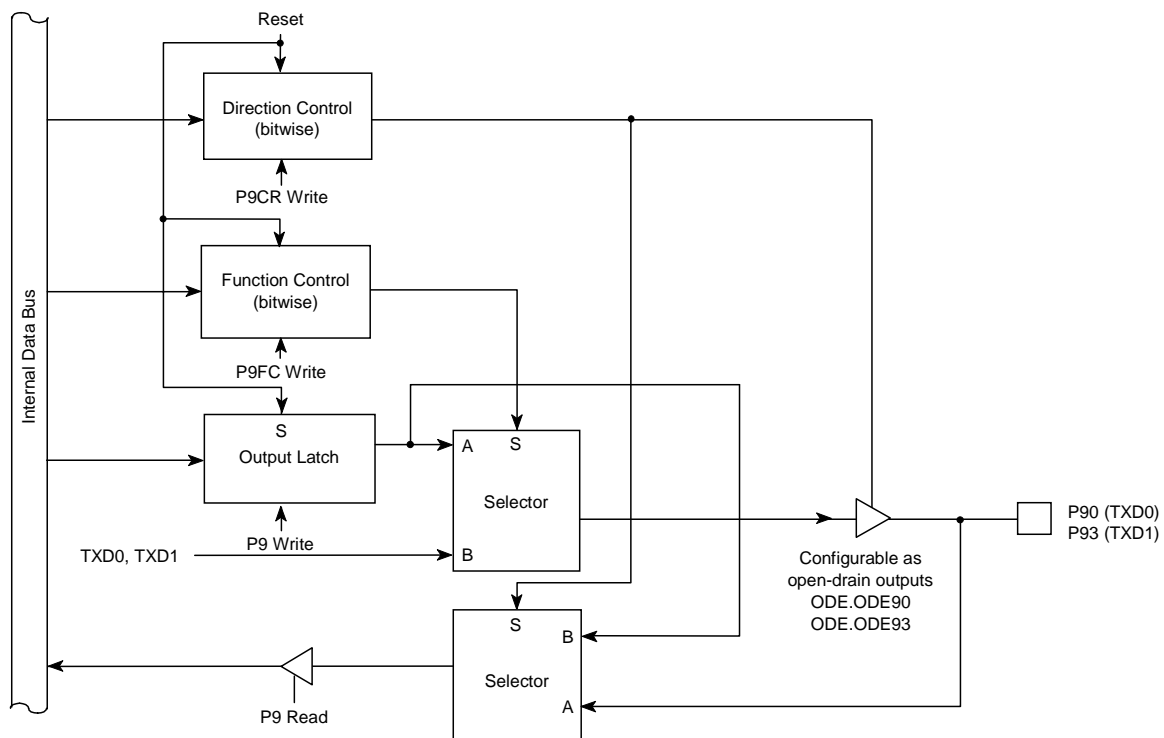 Reset
Direction Control
(bitwise)
P9CR Write
Function Control
(bitwise)
Internal Data Bus
P9FC Write
S
Output Latch
A
S
Selector
B
P9 Write
TXD0, TXD1
P90 (TXD0)
P93 (TXD1)
Configurable as
open-drain outputs
ODE.ODE90
ODE.ODE93
S
B
Selector
A
P9 Read